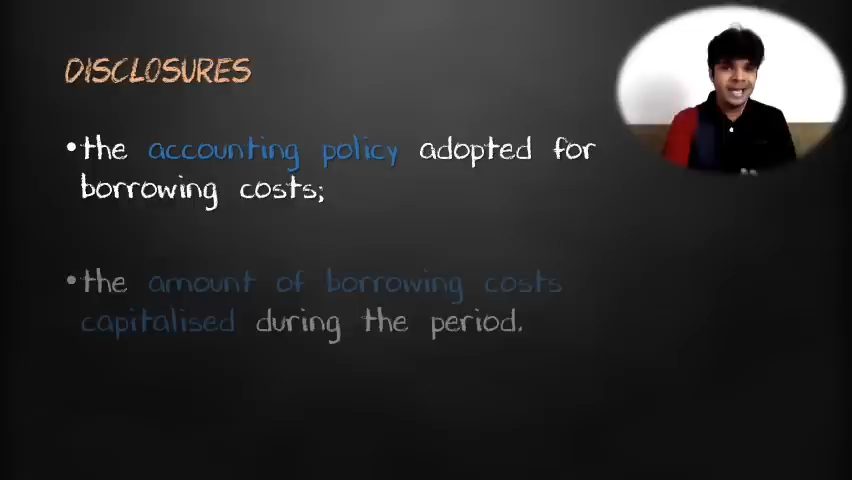 DISCLOSURES
•the accounting policy adopted for
borrowing costs;
•the amount of borrowing costs
capitalised during the period.